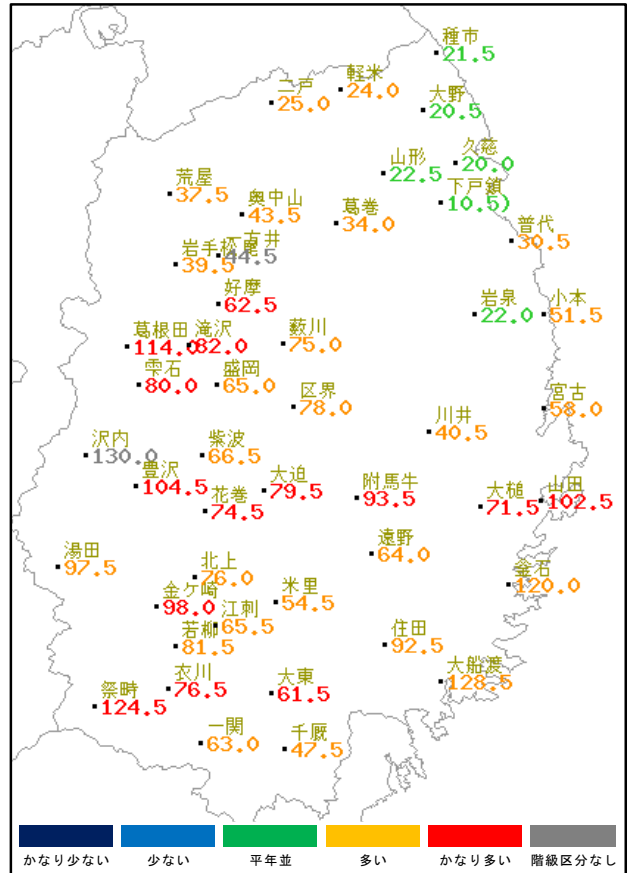 種市
21.5
軽米
24.0
二戸
25.0
大野
20.5
久慈
20.0
山形
22.5
下戸鎖
10.5)
荒屋
37.5
奥中山
43.5
葛巻
34.0
普代
30.5
一方井
44.5
岩手松尾
39.5
好摩
62.5
岩泉
22.0
小本
51.5
葛根田
114.0
滝沢
82.0
薮川
75.0
雫石
80.0
盛岡
65.0
区界
78.0
宮古
58.0
川井
40.5
沢内
130.0
紫波
66.5
豊沢
104.5
大迫
79.5
附馬牛
93.5
山田
102.5
大槌
71.5
花巻
74.5
遠野
64.0
湯田
97.5
北上
76.0
釜石
120.0
金ケ崎
98.0
米里
54.5
江刺
65.5
若柳
81.5
住田
92.5
大船渡
128.5
衣川
76.5
大東
61.5
祭畤
124.5
一関
63.0
千厩
47.5
かなり少ない 少ない 平年並 多い かなり多い 階級区分なし